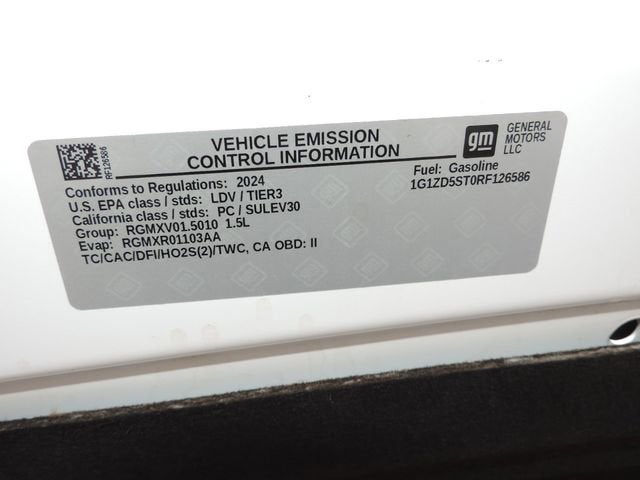 RF126586
VEHICLE EMISSION
CONTROL INFORMATION
gm
GENERAL
MOTORS
LLC
Fuel: Gasoline
1G1ZD5ST0RF126586
Conforms to Regulations: 2024
U.S. EPA class / stds: LDV / TIER3
California class / stds: PC / SULEV30
Group: RGMXV01.5010 1.5L
Evap: RGMXR01103AA
TC/CAC/DFI/HO2S(2)/TWC, CA OBD: II